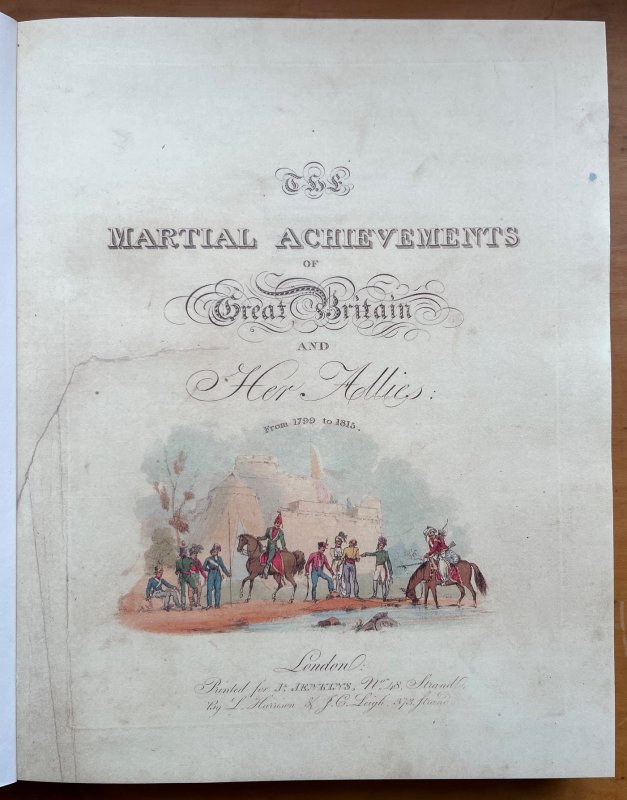 THE
MARTIAL ACHIEVEMENTS
OF
Great Britain
AND
Her Allies;
From 1799 to 1815.
London:
Printed for J. JENKINS, No. 48, Strand,
By L. Harrison & J. C. Leigh, 373, Strand.